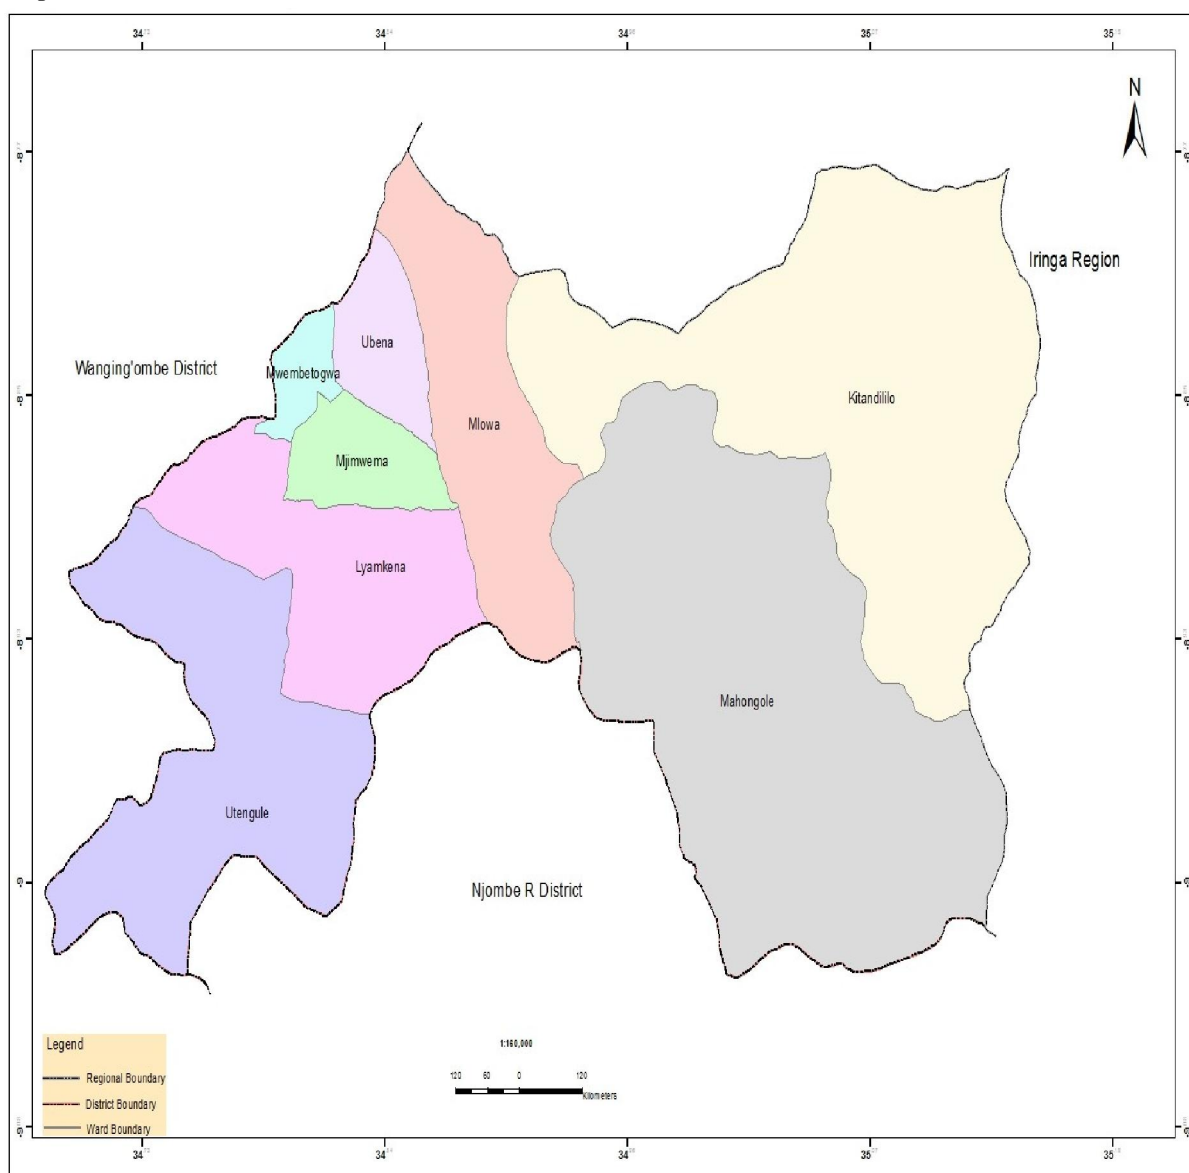 N
Iringa Region
Ubena
Wanging'ombe District
Mwembetogwa
Kitandililo
Mlowa
Mjimwema
Lyamkena
Mahongole
Utengule
Njombe R District
Legend
Regional Boundary
District Boundary
Ward Boundary
1:160,000
120 60 0 120
Kilometers